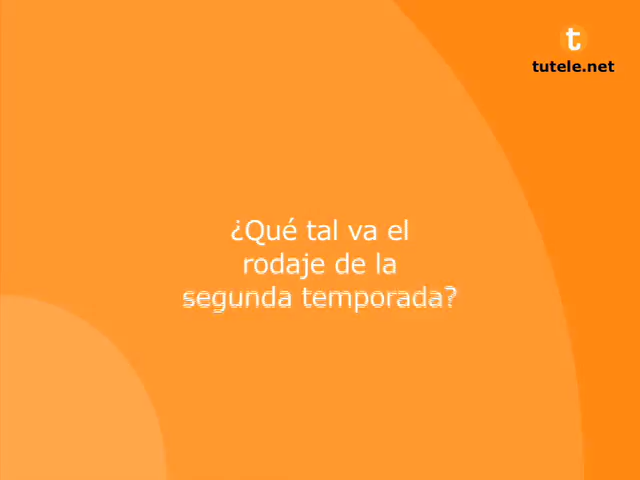 t
tutele.net
¿Qué tal va el
rodaje de la
segunda temporada?